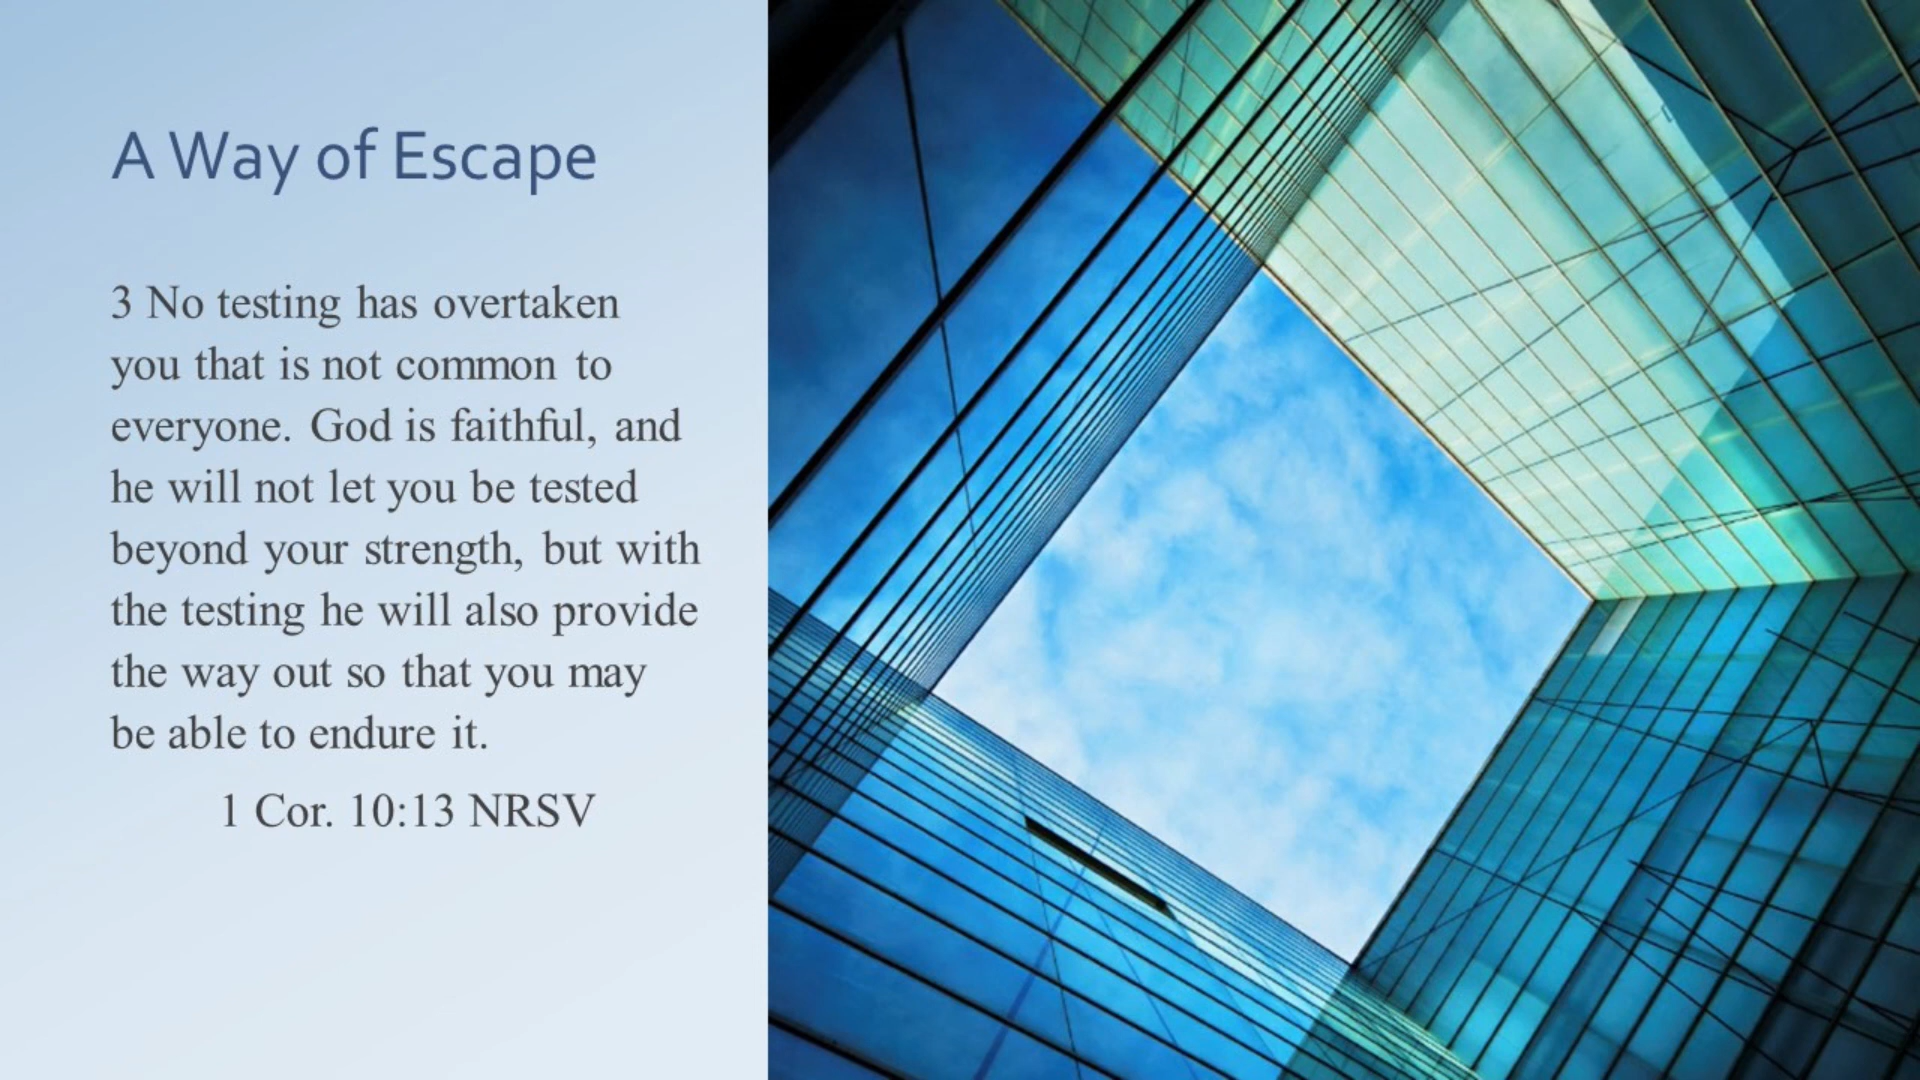 A Way of Escape
3 No testing has overtaken
you that is not common to
everyone. God is faithful, and
he will not let you be tested
beyond your strength, but with
the testing he will also provide
the way out so that you may
be able to endure it.
1 Cor. 10:13 NRSV